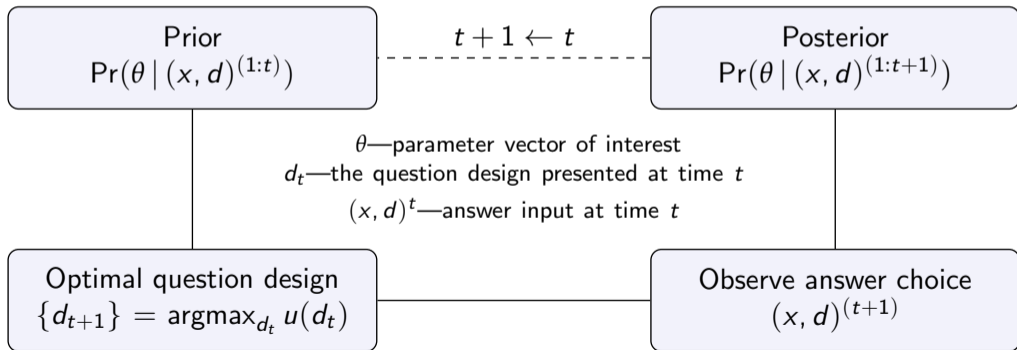 Prior
Pr(θ | (x, d)^(1:t))
t + 1 ← t
Posterior
Pr(θ | (x, d)^(1:t+1))
θ—parameter vector of interest
d_t—the question design presented at time t
(x, d)^t—answer input at time t
Optimal question design
{d_{t+1}} = argmax_{d_t} u(d_t)
Observe answer choice
(x, d)^(t+1)